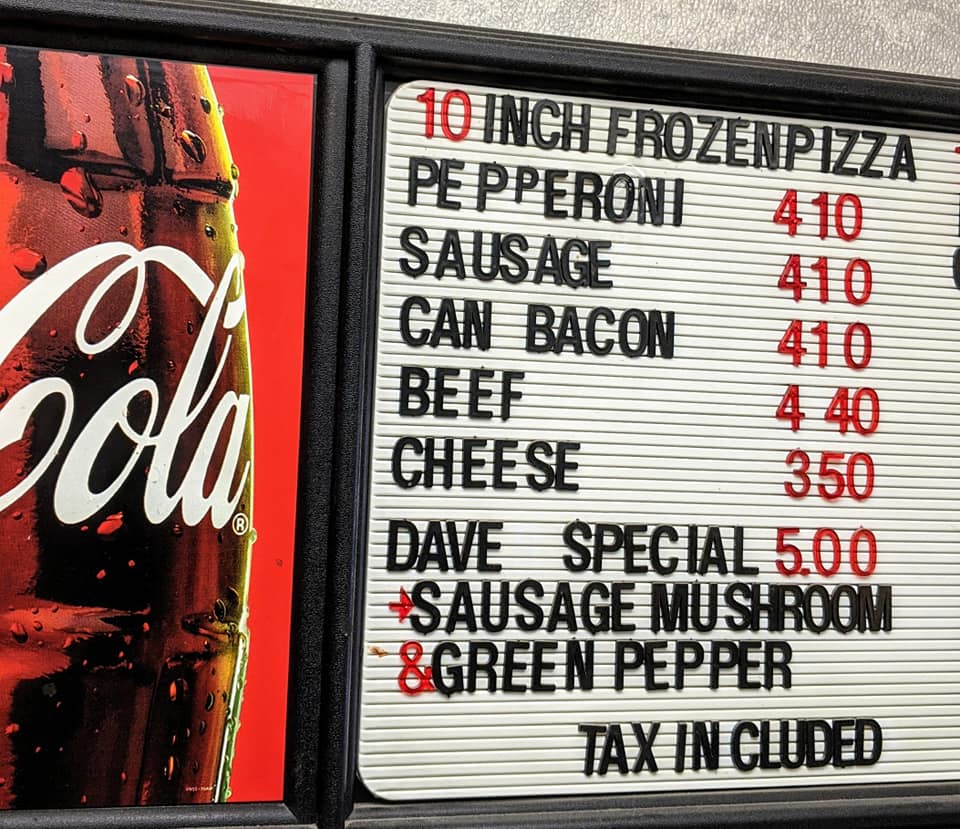 Cola®
10 INCH FROZENPIZZA
PEPPERONI 410
SAUSAGE 410
CAN BACON 410
BEEF 4 40
CHEESE 350
DAVE SPECIAL 5.00
→SAUSAGE MUSHROOM
&GREEN PEPPER
TAX IN CLUDED